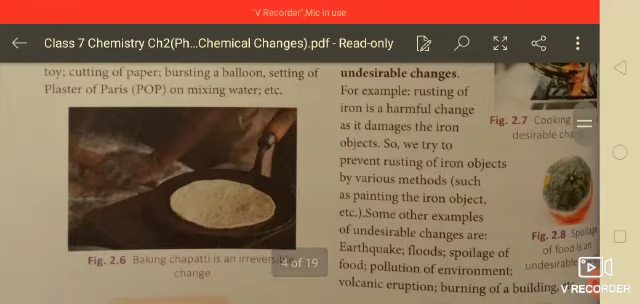 "V Recorder",Mic in use
Class 7 Chemistry Ch2(Ph...Chemical Changes).pdf - Read-only
toy; cutting of paper; bursting a balloon, setting of
Plaster of Paris (POP) on mixing water; etc.
Fig. 2.6 Baking chapatti is an irreversible
change
undesirable changes.
For example: rusting of
iron is a harmful change
as it damages the iron
objects. So, we try to
prevent rusting of iron objects
by various methods (such
as painting the iron object,
etc.).Some other examples
of undesirable changes are:
Earthquake; floods; spoilage of
food; pollution of environment;
volcanic eruption; burning of a building,
Fig. 2.7 Cooking
desirable
Fig. 2.8 Spoilage
of food is an
undesirable
4 of 19
V RECORDER